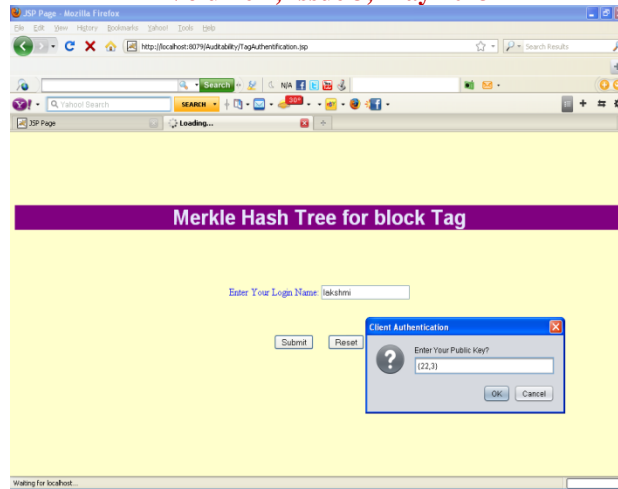 JSP Page - Mozilla Firefox
File Edit View History Bookmarks Yahoo! Tools Help
http://localhost:8079/Auditability/TagAuthentification.jsp
Search Results
Search
N/A
Yahoo! Search
SEARCH
30°
JSP Page
Loading...
Merkle Hash Tree for block Tag
Enter Your Login Name: lakshmi
Submit Reset
Client Authentication
Enter Your Public Key?
(22,3)
OK Cancel
Waiting for localhost...